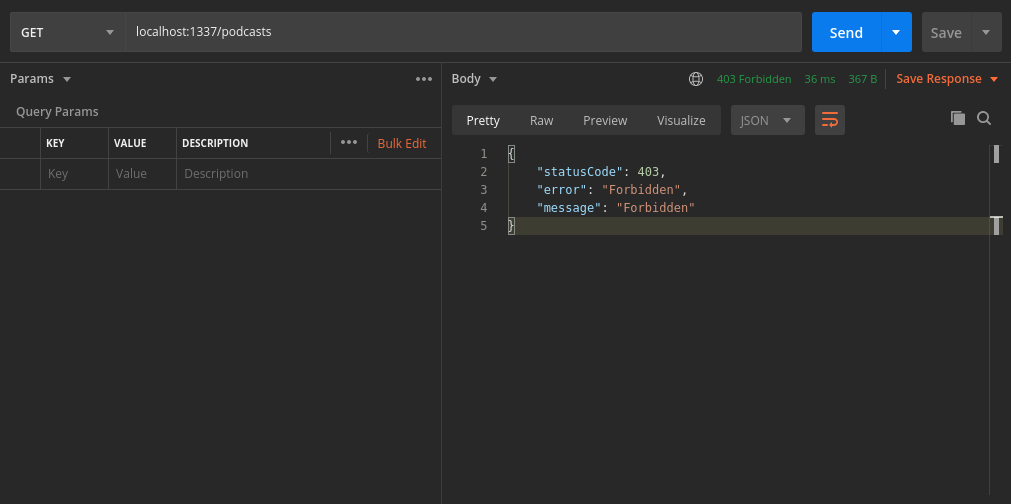 GET localhost:1337/podcasts Send Save
Params
Query Params
KEY VALUE DESCRIPTION ••• Bulk Edit
Key Value Description
Body 403 Forbidden 36 ms 367 B Save Response
Pretty Raw Preview Visualize JSON
1 {
2 "statusCode": 403,
3 "error": "Forbidden",
4 "message": "Forbidden"
5 }